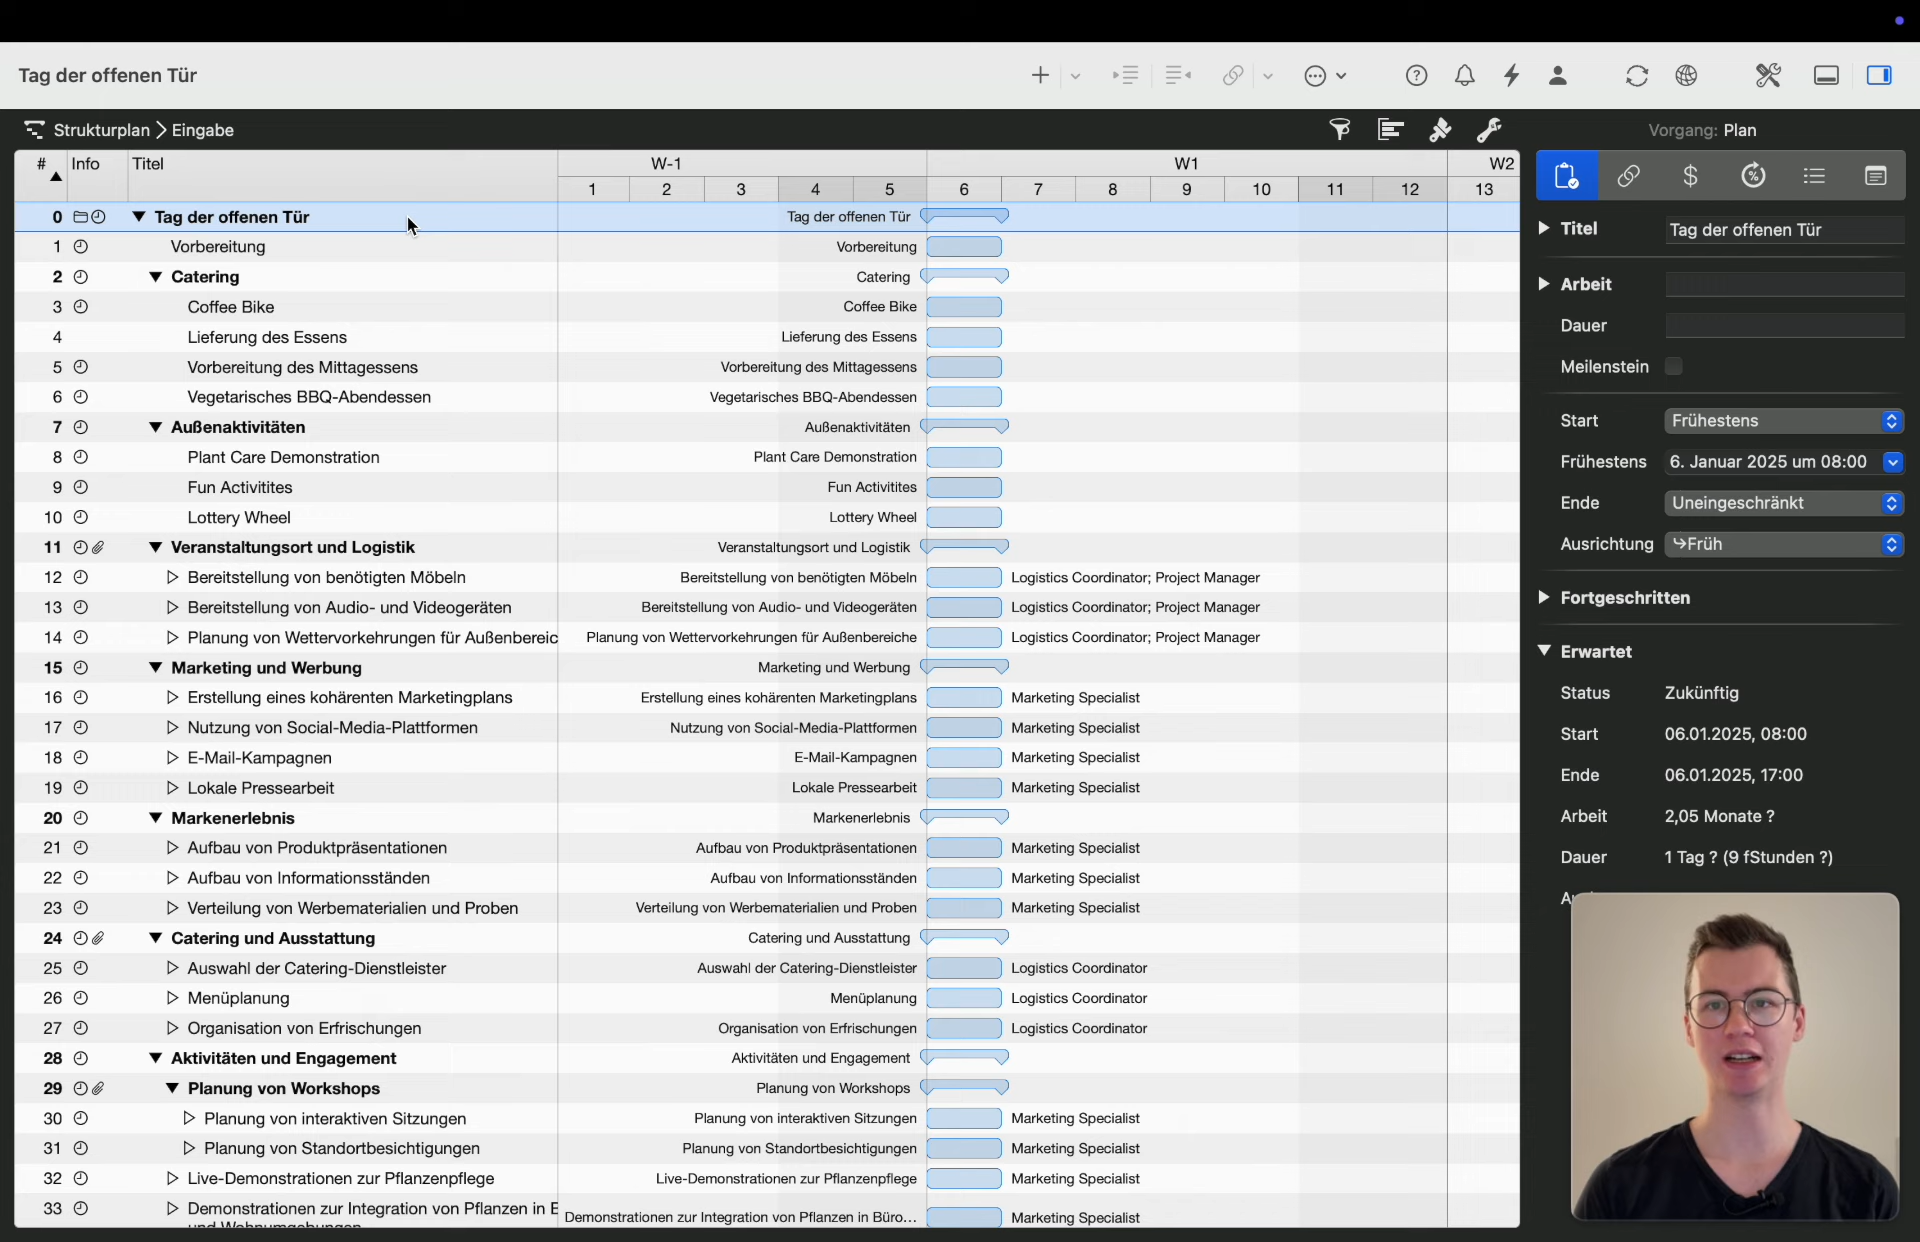 Tag der offenen Tür
Strukturplan
Eingabe
Vorgang: Plan
# Info Titel W-1 W1 W2
1 2 3 4 5 6 7 8 9 10 11 12 13
0 Tag der offenen Tür Tag der offenen Tür
1 Vorbereitung Vorbereitung
2 Catering Catering
3 Coffee Bike Coffee Bike
4 Lieferung des Essens Lieferung des Essens
5 Vorbereitung des Mittagessens Vorbereitung des Mittagessens
6 Vegetarisches BBQ-Abendessen Vegetarisches BBQ-Abendessen
7 Außenaktivitäten Außenaktivitäten
8 Plant Care Demonstration Plant Care Demonstration
9 Fun Activitites Fun Activitites
10 Lottery Wheel Lottery Wheel
11 Veranstaltungsort und Logistik Veranstaltungsort und Logistik
12 Bereitstellung von benötigten Möbeln Bereitstellung von benötigten Möbeln Logistics Coordinator; Project Manager
13 Bereitstellung von Audio- und Videogeräten Bereitstellung von Audio- und Videogeräten Logistics Coordinator; Project Manager
14 Planung von Wettervorkehrungen für Außenbereic Planung von Wettervorkehrungen für Außenbereiche Logistics Coordinator; Project Manager
15 Marketing und Werbung Marketing und Werbung
16 Erstellung eines kohärenten Marketingplans Erstellung eines kohärenten Marketingplans Marketing Specialist
17 Nutzung von Social-Media-Plattformen Nutzung von Social-Media-Plattformen Marketing Specialist
18 E-Mail-Kampagnen E-Mail-Kampagnen Marketing Specialist
19 Lokale Pressearbeit Lokale Pressearbeit Marketing Specialist
20 Markenerlebnis Markenerlebnis
21 Aufbau von Produktpräsentationen Aufbau von Produktpräsentationen Marketing Specialist
22 Aufbau von Informationsständen Aufbau von Informationsständen Marketing Specialist
23 Verteilung von Werbematerialien und Proben Verteilung von Werbematerialien und Proben Marketing Specialist
24 Catering und Ausstattung Catering und Ausstattung
25 Auswahl der Catering-Dienstleister Auswahl der Catering-Dienstleister Logistics Coordinator
26 Menüplanung Menüplanung Logistics Coordinator
27 Organisation von Erfrischungen Organisation von Erfrischungen Logistics Coordinator
28 Aktivitäten und Engagement Aktivitäten und Engagement
29 Planung von Workshops Planung von Workshops
30 Planung von interaktiven Sitzungen Planung von interaktiven Sitzungen Marketing Specialist
31 Planung von Standortbesichtigungen Planung von Standortbesichtigungen Marketing Specialist
32 Live-Demonstrationen zur Pflanzenpflege Live-Demonstrationen zur Pflanzenpflege Marketing Specialist
33 Demonstrationen zur Integration von Pflanzen in Demonstrationen zur Integration von Pflanzen in Büro... Marketing Specialist
Titel Tag der offenen Tür
Arbeit
Dauer
Meilenstein
Start Frühestens
Frühestens 6. Januar 2025 um 08:00
Ende Uneingeschränkt
Ausrichtung Früh
Fortgeschritten
Erwartet
Status Zukünftig
Start 06.01.2025, 08:00
Ende 06.01.2025, 17:00
Arbeit 2,05 Monate ?
Dauer 1 Tag ? (9 fStunden ?)